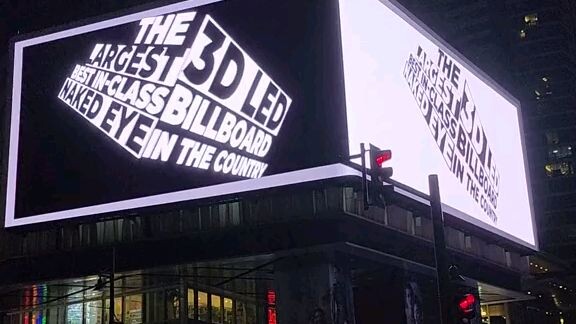 THE
LARGEST
3D LED
BEST IN-CLASS
BILLBOARD
NAKED EYE
IN THE COUNTRY
THE
LARGEST
3D LED
BEST IN-CLASS
BILLBOARD
NAKED EYE
IN THE COUNTRY